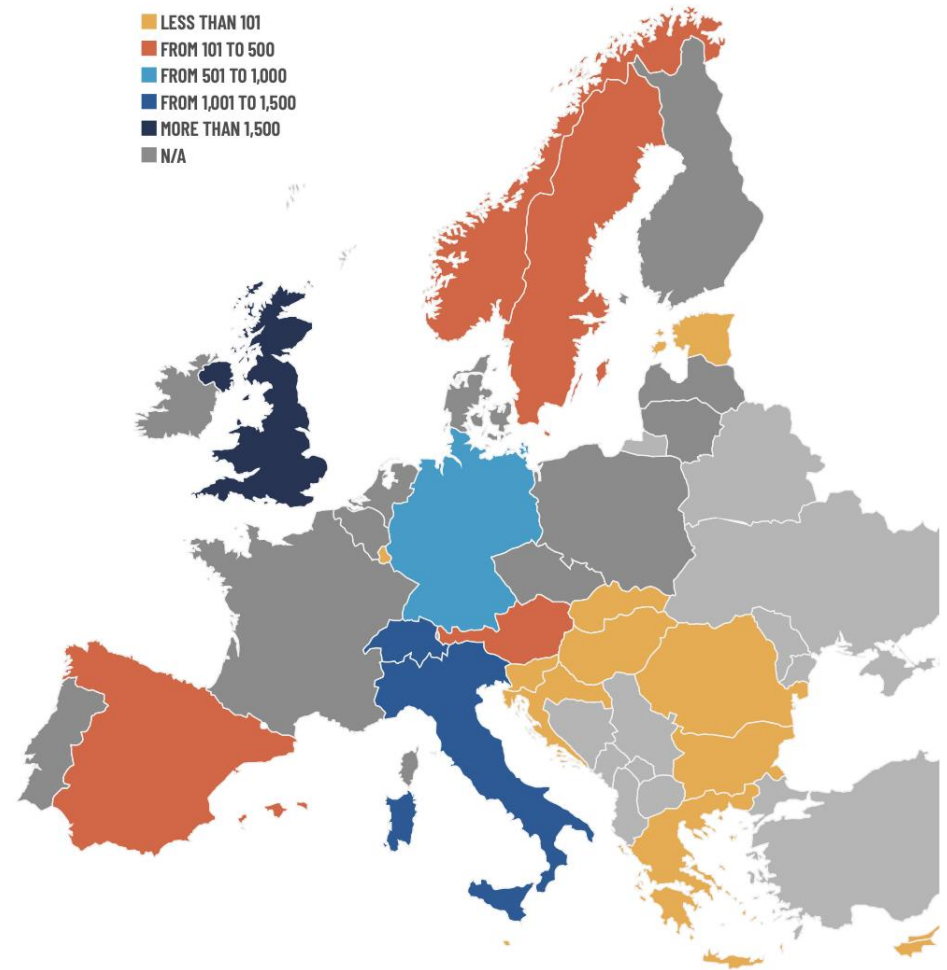 LESS THAN 101
FROM 101 TO 500
FROM 501 TO 1,000
FROM 1,001 TO 1,500
MORE THAN 1,500
N/A